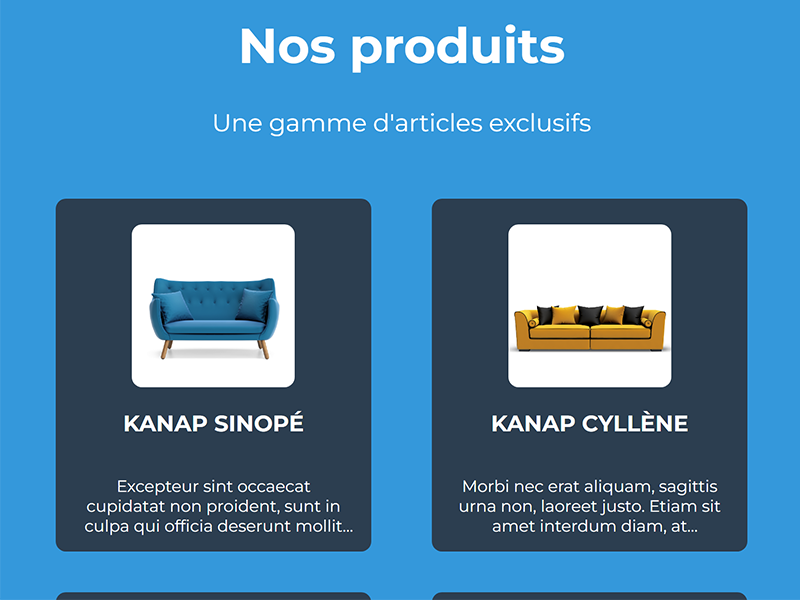 Nos produits
Une gamme d'articles exclusifs
KANAP SINOPÉ
Excepteur sint occaecat
cupidatat non proident, sunt in
culpa qui officia deserunt mollit...
KANAP CYLLÈNE
Morbi nec erat aliquam, sagittis
urna non, laoreet justo. Etiam sit
amet interdum diam, at...